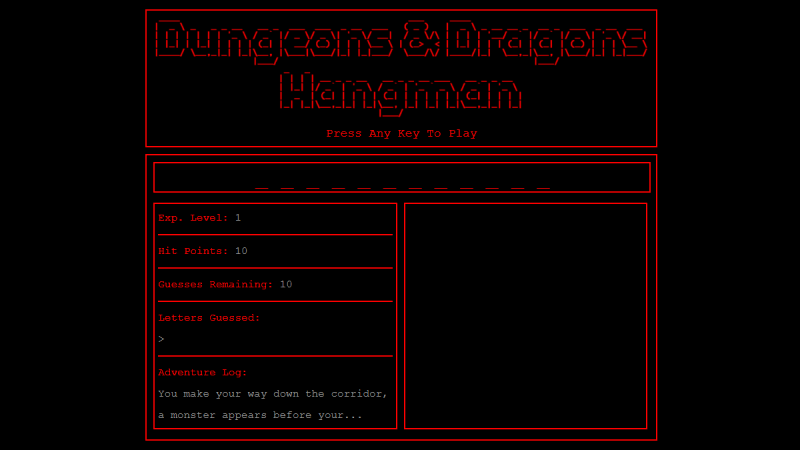 Dungeons & Dragons
Hangman
Press Any Key To Play
_ _ _ _ _ _ _ _ _ _ _ _
Exp. Level: 1
Hit Points: 10
Guesses Remaining: 10
Letters Guessed:
>
Adventure Log:
You make your way down the corridor,
a monster appears before your...